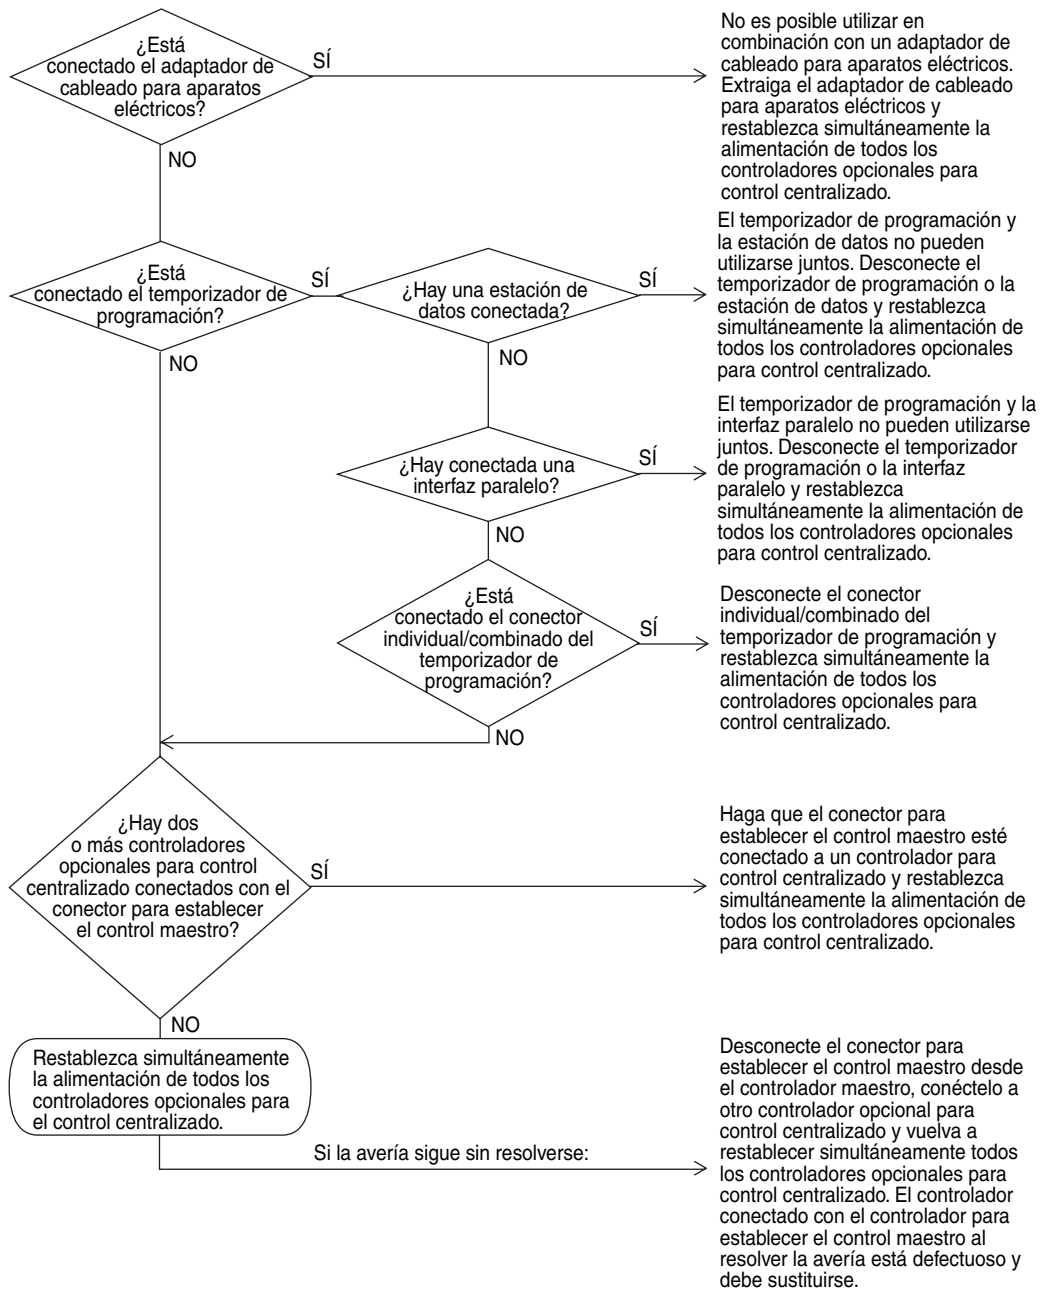 ¿Está
conectado el adaptador de
cableado para aparatos
eléctricos?
SÍ
No es posible utilizar en
combinación con un adaptador de
cableado para aparatos eléctricos.
Extraiga el adaptador de cableado
para aparatos eléctricos y
restablezca simultáneamente la
alimentación de todos los
controladores opcionales para
control centralizado.
NO
¿Está
conectado el temporizador de
programación?
SÍ
¿Hay una estación de
datos conectada?
SÍ
El temporizador de programación y
la estación de datos no pueden
utilizarse juntos. Desconecte el
temporizador de programación o la
estación de datos y restablezca
simultáneamente la alimentación de
todos los controladores opcionales
para control centralizado.
NO
NO
¿Hay conectada una
interfaz paralelo?
SÍ
El temporizador de programación y la
interfaz paralelo no pueden utilizarse
juntos. Desconecte el temporizador
de programación o la interfaz
paralelo y restablezca
simultáneamente la alimentación de
todos los controladores opcionales
para control centralizado.
NO
¿Está
conectado el conector
individual/combinado del
temporizador de
programación?
SÍ
Desconecte el conector
individual/combinado del
temporizador de programación y
restablezca simultáneamente la
alimentación de todos los
controladores opcionales para
control centralizado.
NO
¿Hay dos
o más controladores
opcionales para control
centralizado conectados con el
conector para establecer
el control maestro?
SÍ
Haga que el conector para
establecer el control maestro esté
conectado a un controlador para
control centralizado y restablezca
simultáneamente la alimentación de
todos los controladores opcionales
para control centralizado.
NO
Restablezca simultáneamente
la alimentación de todos los
controladores opcionales para
el control centralizado.
Si la avería sigue sin resolverse:
Desconecte el conector para
establecer el control maestro desde
el controlador maestro, conéctelo a
otro controlador opcional para
control centralizado y vuelva a
restablecer simultáneamente todos
los controladores opcionales para
control centralizado. El controlador
conectado con el controlador para
establecer el control maestro al
resolver la avería está defectuoso y
debe sustituirse.